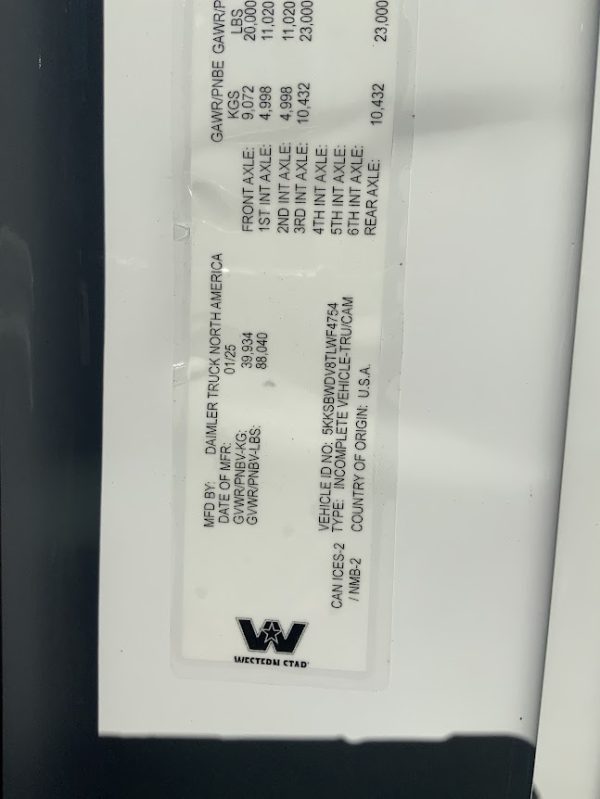 WESTERN STAR
MFD BY: DAIMLER TRUCK NORTH AMERICA
DATE OF MFR: 01/25
GVWR/PNBV-KG: 39,934
GVWR/PNBV-LBS: 88,040
CAN ICES-2
/ NMB-2
VEHICLE ID NO: 5KKSBWDV8TLWF4754
TYPE: INCOMPLETE VEHICLE-TRU/CAM
COUNTRY OF ORIGIN: U.S.A.
GAWR/PNBE GAWR/P
KGS LBS
FRONT AXLE: 9,072 20,000
1ST INT AXLE: 4,998 11,020
2ND INT AXLE: 4,998 11,020
3RD INT AXLE: 10,432 23,000
4TH INT AXLE:
5TH INT AXLE:
6TH INT AXLE:
REAR AXLE: 10,432 23,000